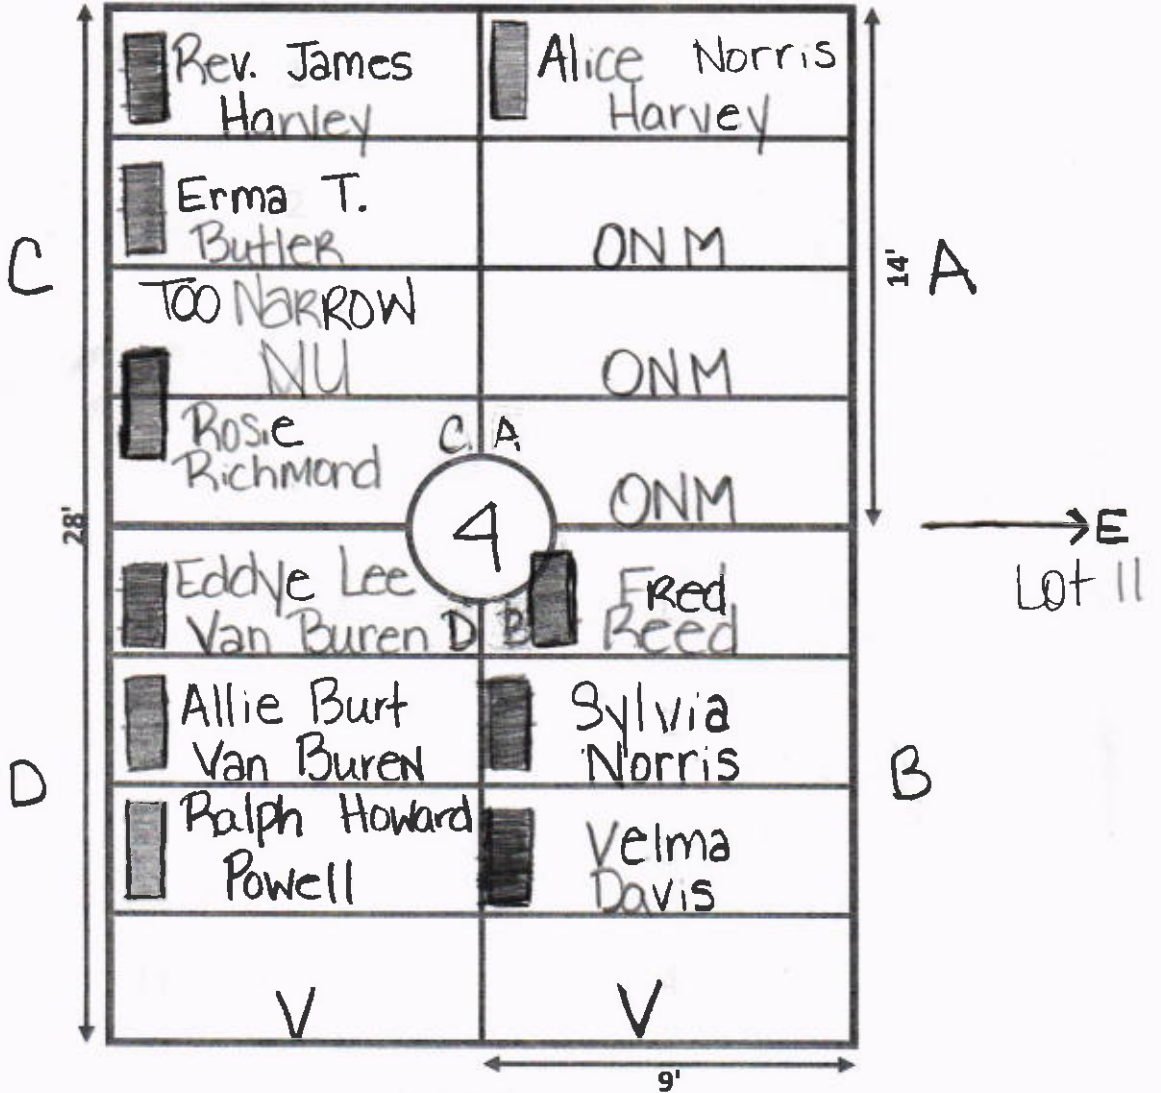 Rev. James
Harvey
Alice Norris
Harvey
Erma T.
Butler
ONM
C
14'
A
TOO NARROW
NU
ONM
Rosie
Richmond
C. A.
ONM
28'
4
E
Lot 11
Eddye Lee
Van Buren
D B
Fred
Reed
Allie Burt
Van Buren
Sylvia
Norris
D
B
Ralph Howard
Powell
Velma
Davis
V
V
9'